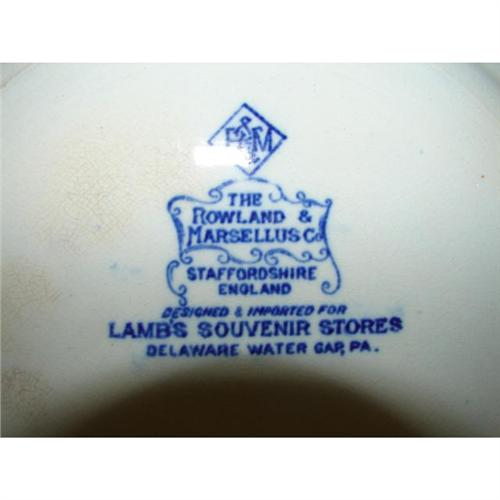 R&M
THE
ROWLAND &
MARSELLUS Co
STAFFORDSHIRE
ENGLAND
DESIGNED & IMPORTED FOR
LAMB'S SOUVENIR STORES
DELAWARE WATER GAP, PA.